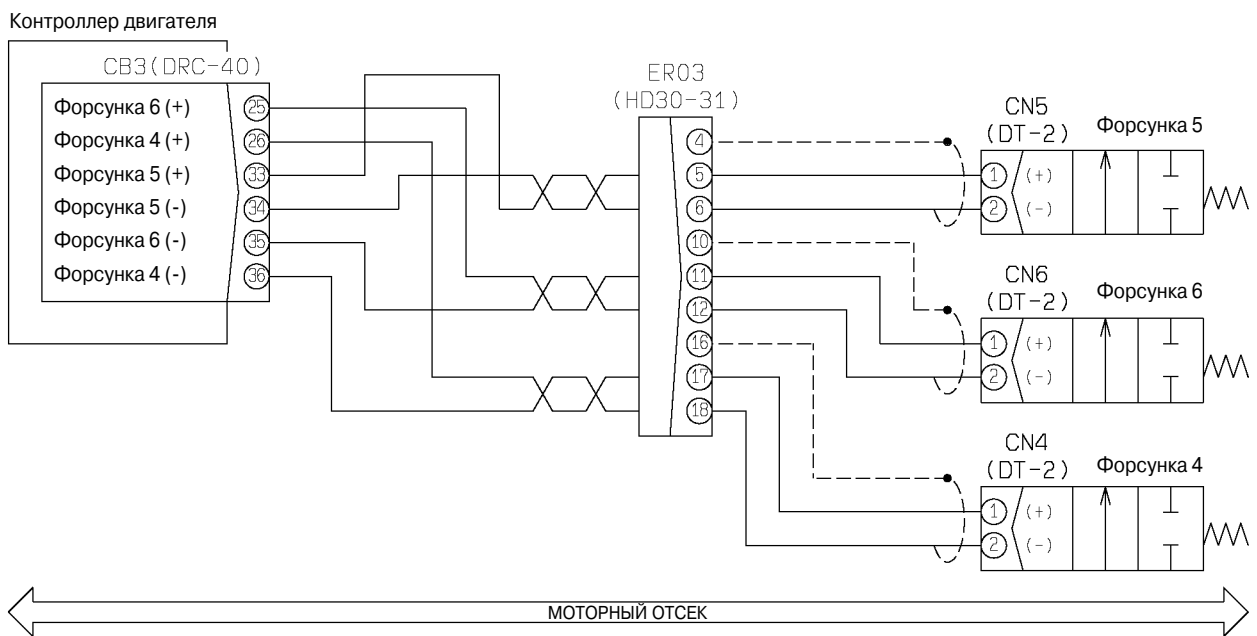 Контроллер двигателя
CB3(DRC-40)
Форсунка 6 (+) 25
Форсунка 4 (+) 26
Форсунка 5 (+) 33
Форсунка 5 (-) 34
Форсунка 6 (-) 35
Форсунка 4 (-) 36
ER03
(HD30-31)
4
5
6
10
11
12
16
17
18
CN5
(DT-2)
Форсунка 5
1 (+)
2 (-)
CN6
(DT-2)
Форсунка 6
1 (+)
2 (-)
CN4
(DT-2)
Форсунка 4
1 (+)
2 (-)
МОТОРНЫЙ ОТСЕК